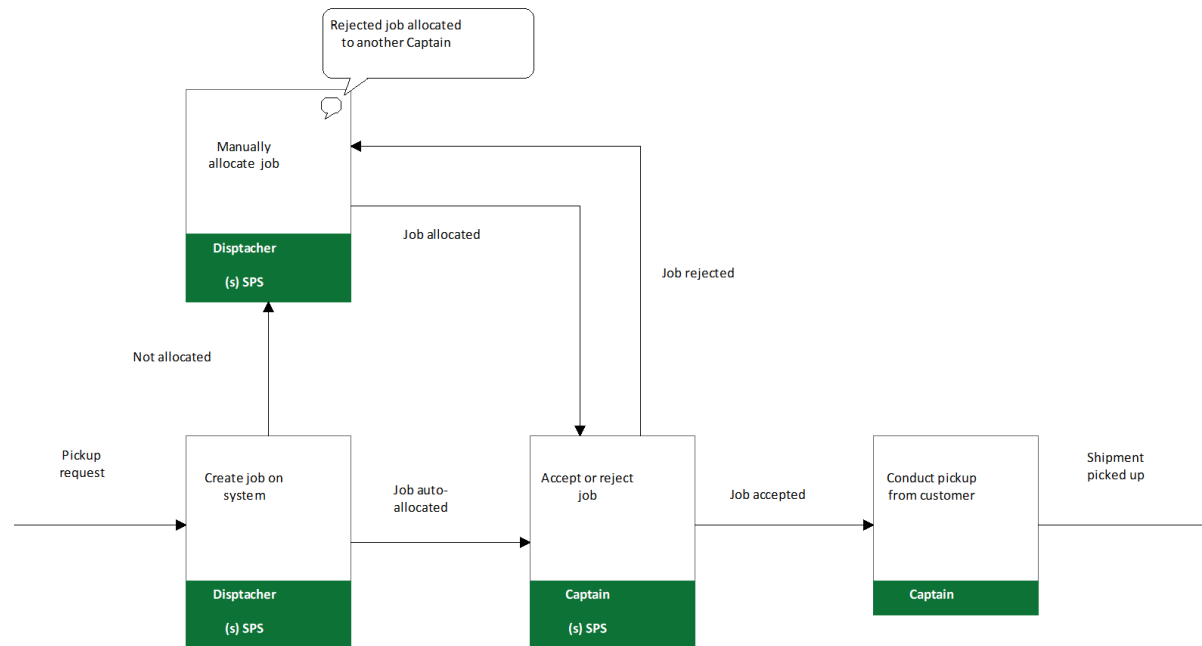 Rejected job allocated
to another Captain
Manually
allocate job
Disptacher
(s) SPS
Job allocated
Job rejected
Not allocated
Pickup
request
Create job on
system
Disptacher
(s) SPS
Job auto-
allocated
Accept or reject
job
Captain
(s) SPS
Job accepted
Conduct pickup
from customer
Captain
Shipment
picked up